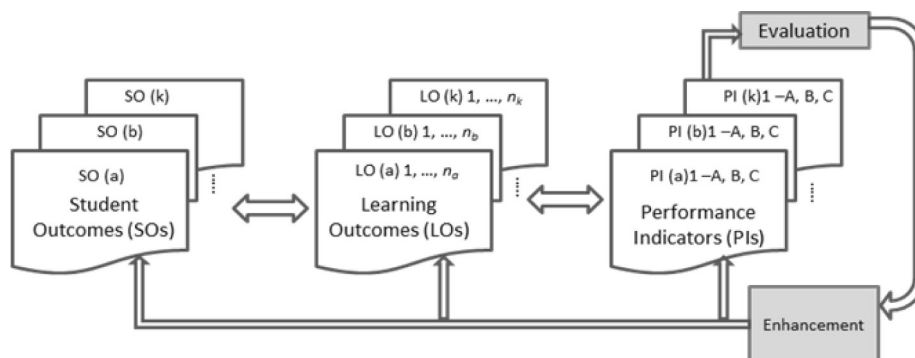 Evaluation
SO (k)
SO (b)
SO (a)
Student
Outcomes (SOs)
LO (k) 1, ..., nₖ
LO (b) 1, ..., n_b
LO (a) 1, ..., nₐ
Learning
Outcomes (LOs)
PI (k)1 –A, B, C
PI (b)1 –A, B, C
PI (a)1 –A, B, C
Performance
Indicators (PIs)
Enhancement